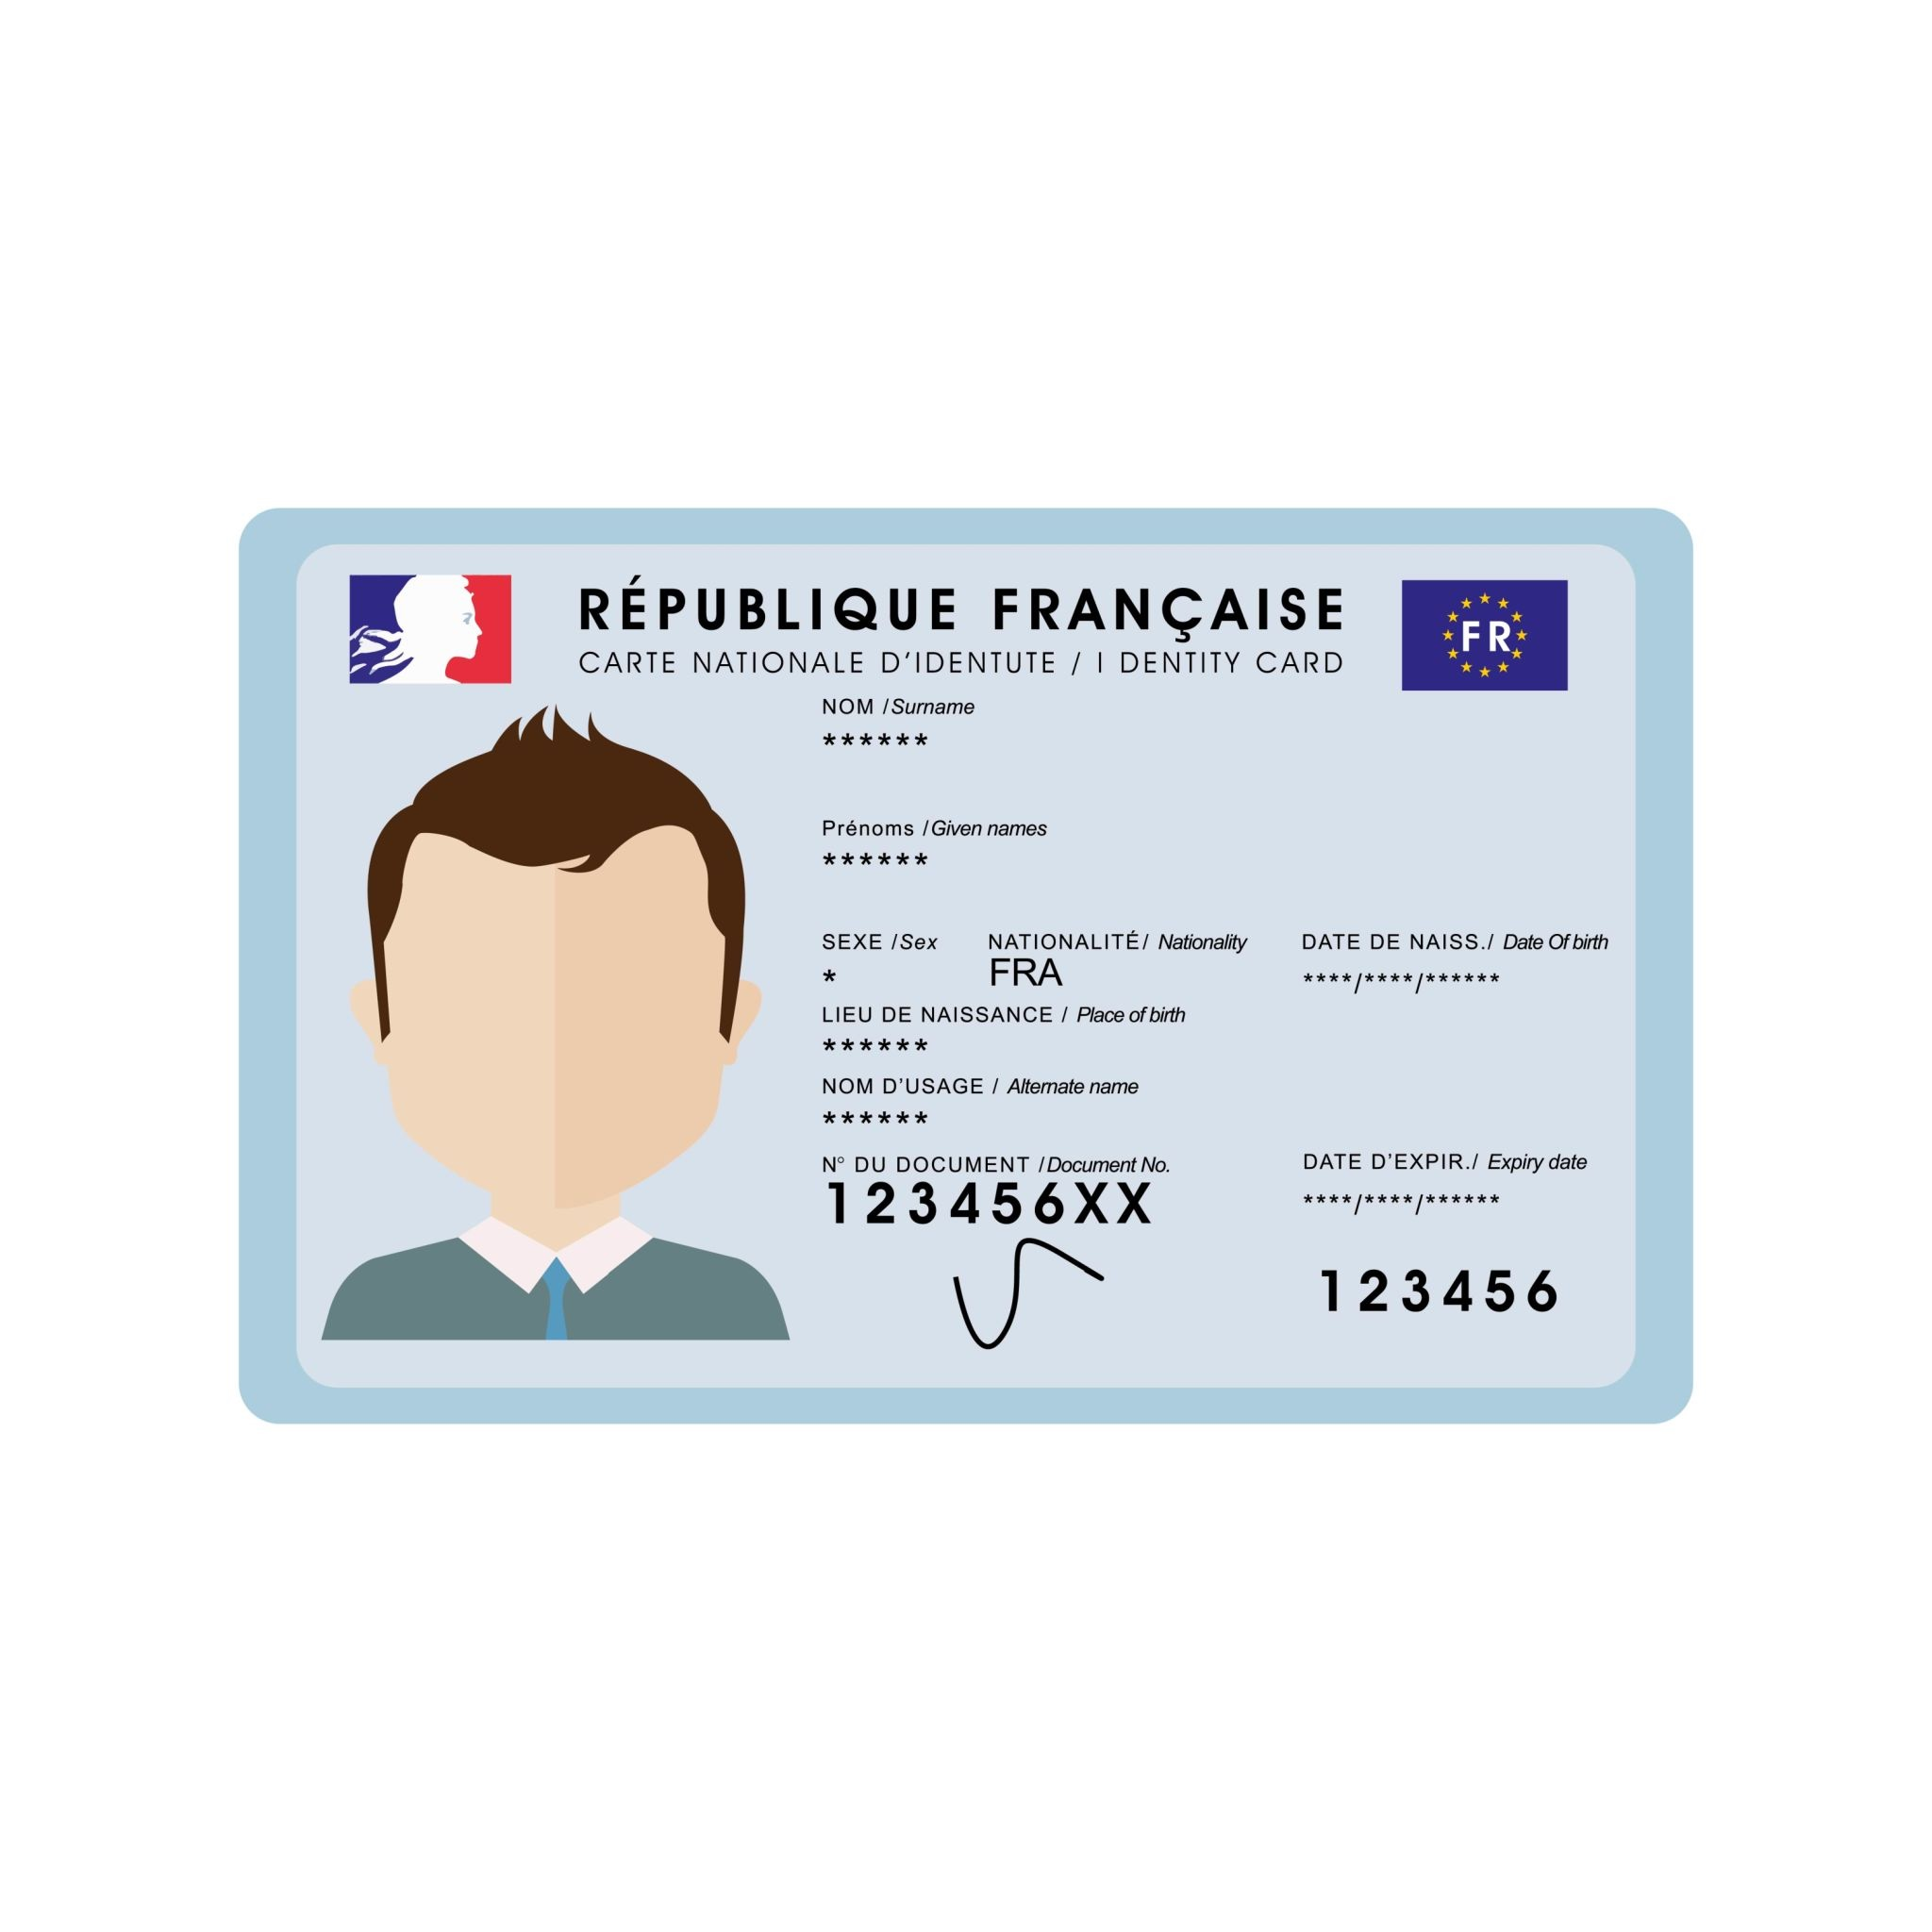 RÉPUBLIQUE FRANÇAISE
CARTE NATIONALE D'IDENTUTE / I DENTITY CARD
FR
NOM /Surname
******
Prénoms /Given names
******
SEXE /Sex NATIONALITÉ/ Nationality DATE DE NAISS./ Date Of birth
* FRA ****/****/******
LIEU DE NAISSANCE / Place of birth
******
NOM D'USAGE / Alternate name
******
N° DU DOCUMENT /Document No. DATE D'EXPIR./ Expiry date
123456XX ****/****/******
123456